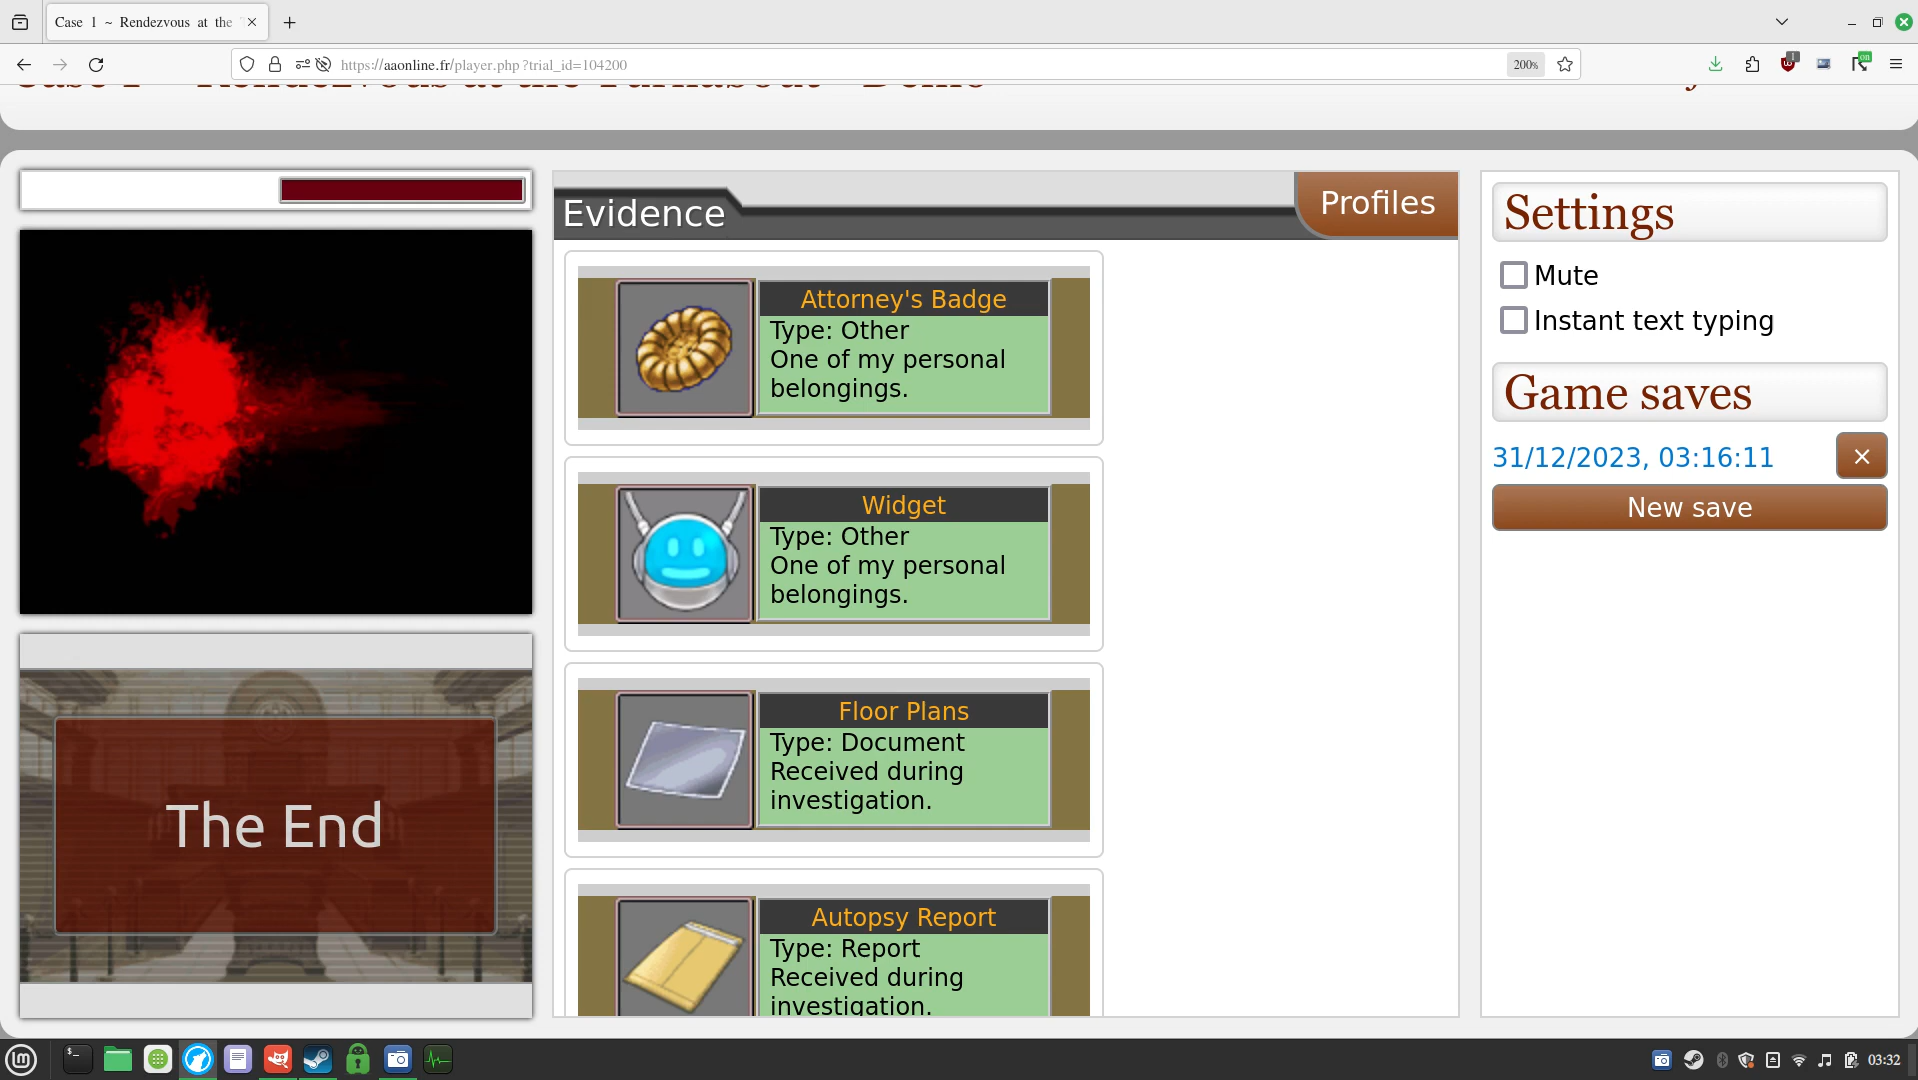 Case 1 ~ Rendezvous at the
https://aaonline.fr/player.php?trial_id=104200
200%
on
Evidence
Profiles
Attorney's Badge
Type: Other
One of my personal
belongings.
Widget
Type: Other
One of my personal
belongings.
Floor Plans
Type: Document
Received during
investigation.
Autopsy Report
Type: Report
Received during
investigation.
The End
Settings
Mute
Instant text typing
Game saves
31/12/2023, 03:16:11
New save
03:32